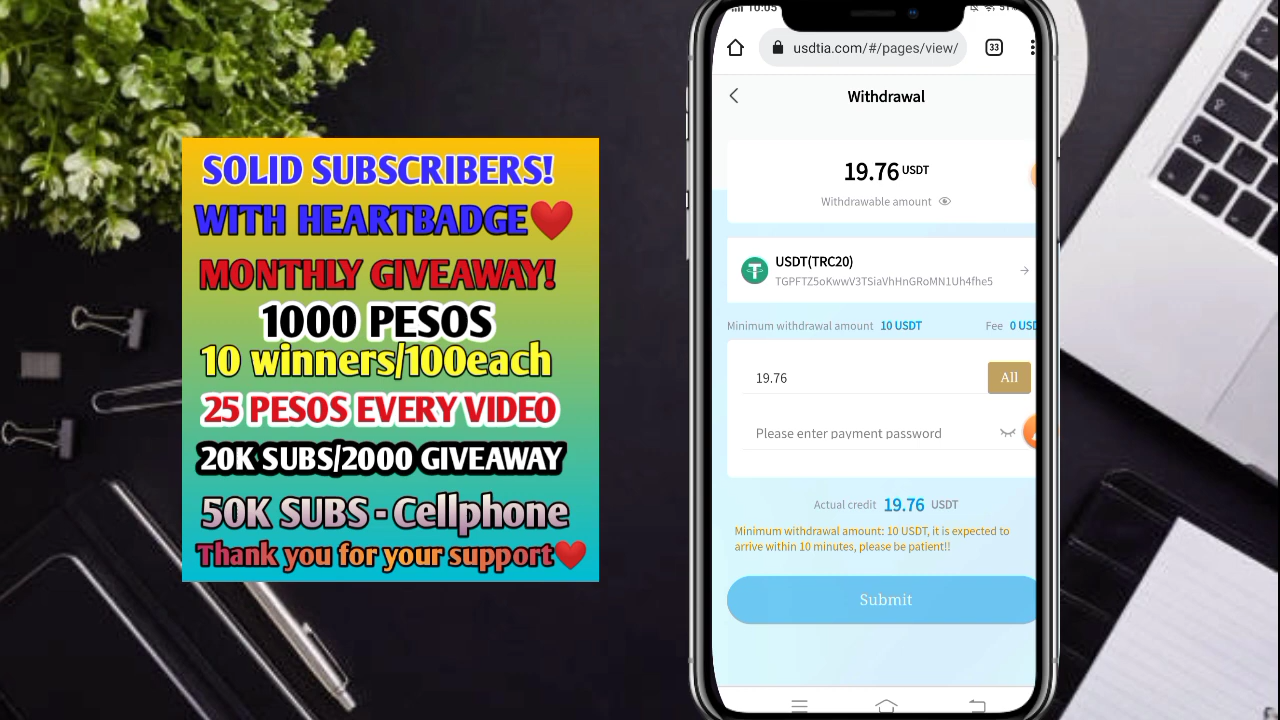 SOLID SUBSCRIBERS!
WITH HEARTBADGE❤️
MONTHLY GIVEAWAY!
1000 PESOS
10 winners/100each
25 PESOS EVERY VIDEO
20K SUBS/2000 GIVEAWAY
50K SUBS - Cellphone
Thank you for your support❤️
10:05
usdtia.com/#/pages/view/
33
Withdrawal
19.76 USDT
Withdrawable amount
USDT(TRC20)
TGPFTZ5oKwwV3TSiaVhHnGRoMN1Uh4fhe5
Minimum withdrawal amount 10 USDT Fee 0 USD
19.76 All
Please enter payment password
Actual credit 19.76 USDT
Minimum withdrawal amount: 10 USDT, it is expected to
arrive within 10 minutes, please be patient!!
Submit